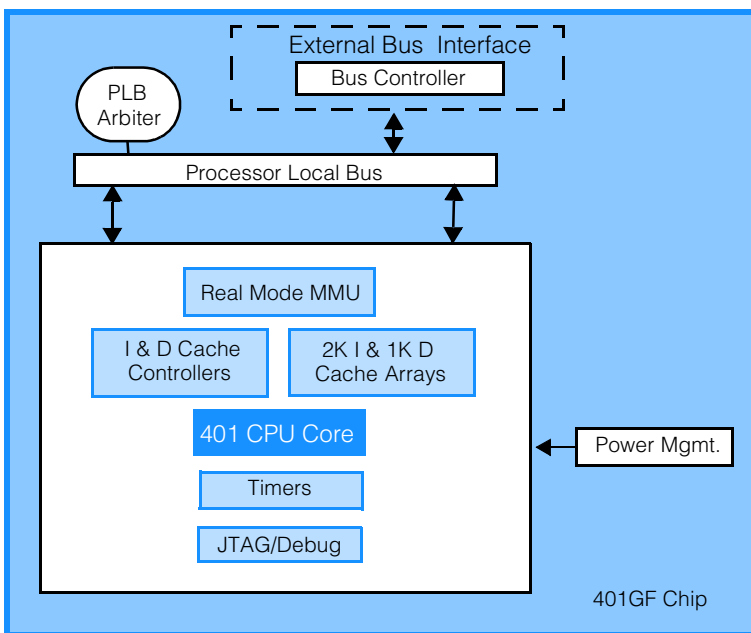 External Bus Interface
Bus Controller
PLB
Arbiter
Processor Local Bus
Real Mode MMU
I & D Cache
Controllers
2K I & 1K D
Cache Arrays
401 CPU Core
Power Mgmt.
Timers
JTAG/Debug
401GF Chip